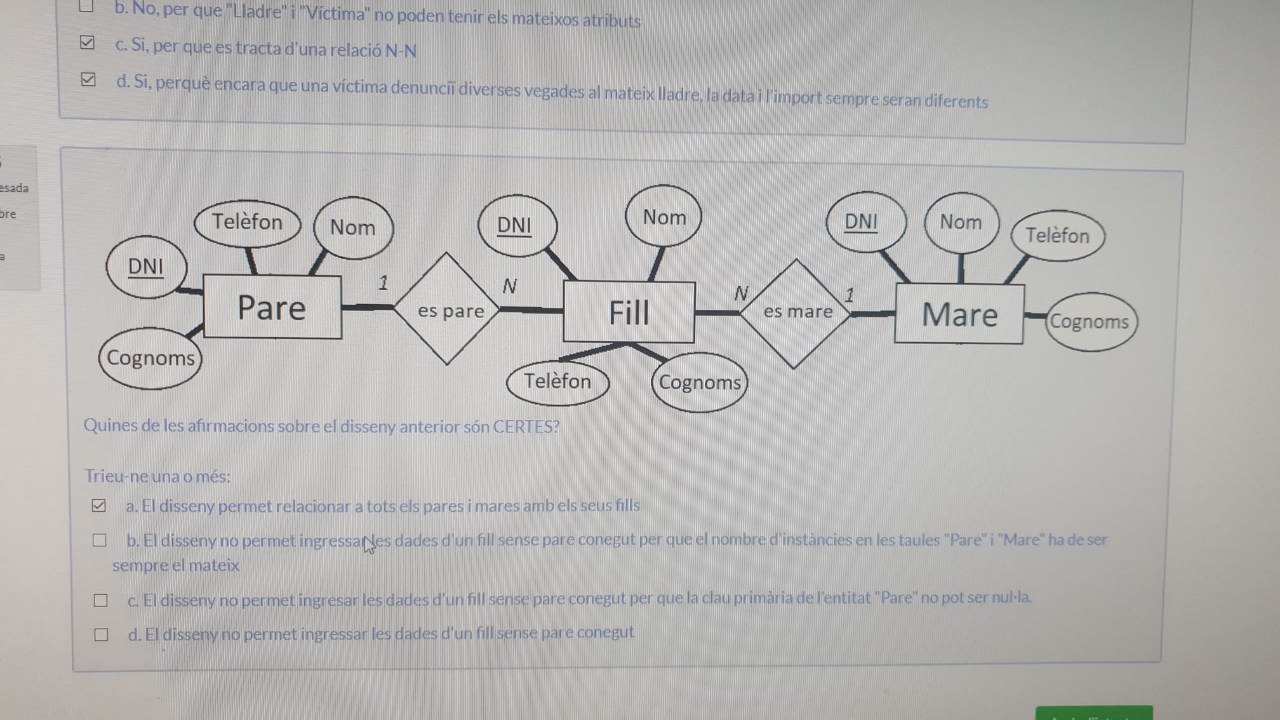 b. No, per que "Lladre" i "Víctima" no poden tenir els mateixos atributs
c. Si, per que es tracta d'una relació N-N
d. Si, perquè encara que una víctima denunciï diverses vegades al mateix lladre, la data i l'import sempre seran diferents
esada
ore
a
DNI
Telèfon
Nom
Cognoms
Pare
1
es pare
N
DNI
Nom
Fill
Telèfon
Cognoms
N
es mare
1
DNI
Nom
Telèfon
Mare
Cognoms
Quines de les afirmacions sobre el disseny anterior són CERTES?
Trieu-ne una o més:
a. El disseny permet relacionar a tots els pares i mares amb els seus fills
b. El disseny no permet ingressar les dades d'un fill sense pare conegut per que el nombre d'instàncies en les taules "Pare" i "Mare" ha de ser
sempre el mateix
c. El disseny no permet ingresar les dades d'un fill sense pare conegut per que la clau primària de l'entitat "Pare" no pot ser nul·la.
d. El disseny no permet ingressar les dades d'un fill sense pare conegut